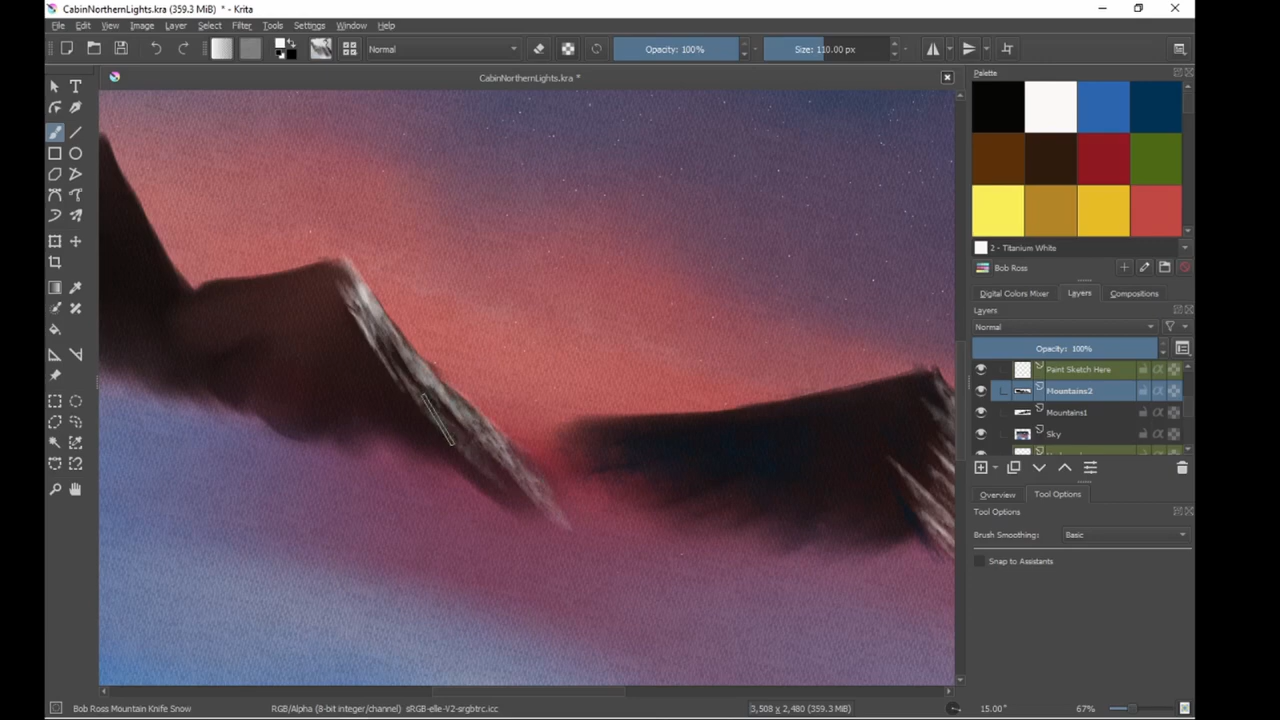 CabinNorthernLights.kra (359.3 MiB) * - Krita
File Edit View Image Layer Select Filter Tools Settings Window Help
Normal Opacity: 100% Size: 110.00 px
CabinNorthernLights.kra *
Palette
2 - Titanium White
Bob Ross
Digital Colors Mixer Layers Compositions
Layers
Normal
Opacity: 100%
Paint Sketch Here
Mountains2
Mountains1
Sky
Overview Tool Options
Tool Options
Brush Smoothing: Basic
Snap to Assistants
Bob Ross Mountain Knife Snow RGB/Alpha (8-bit integer/channel) sRGB-elle-V2-srgbtrc.icc 3,508 x 2,480 (359.3 MiB) 15.00° 67%